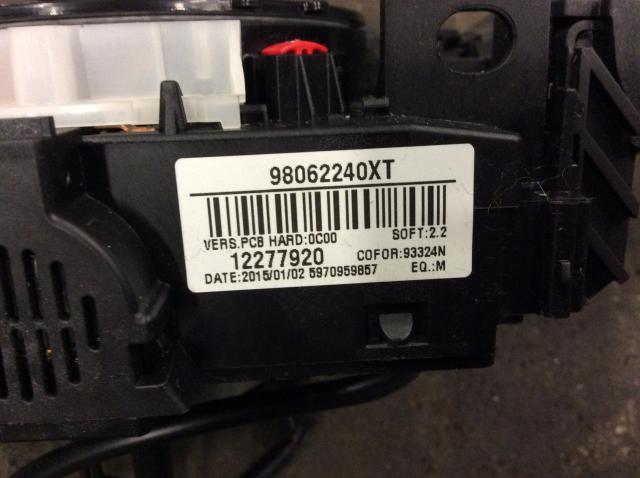 98062240XT
VERS.PCB HARD:0C00 SOFT:2.2
12277920 COFOR:93324N
DATE:2015/01/02 5970959857 EQ.:M